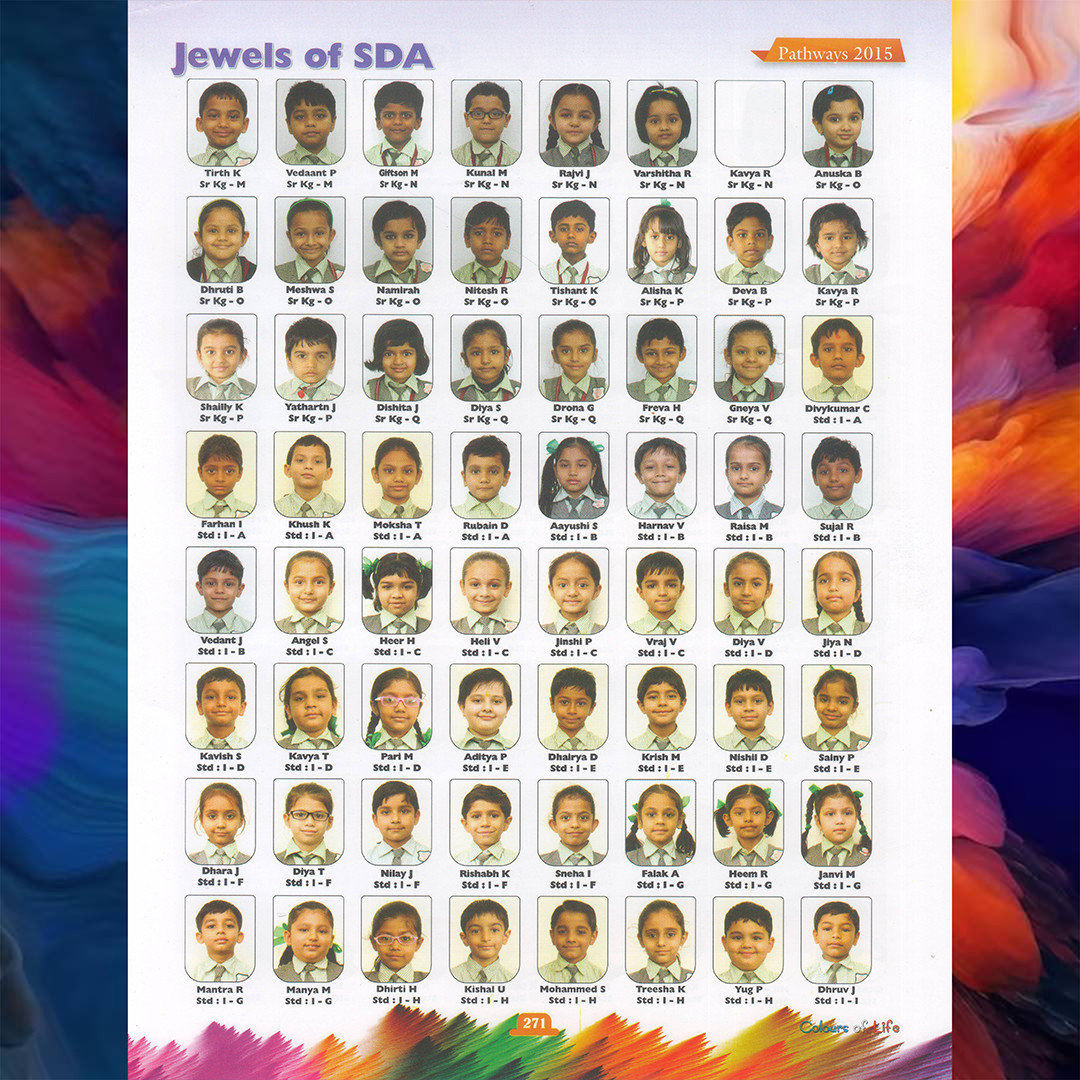 Jewels of SDA
Pathways 2015
Tirth K Vedaant P Giftson M Kunal M Rajvi J Varshitha R Kavya R Anuska B
Sr Kg - M Sr Kg - M Sr Kg - N Sr Kg - N Sr Kg - N Sr Kg - N Sr Kg - N Sr Kg - O
Dhruti B Meshwa S Namirah Nitesh R Tishant K Alisha K Deva B Kavya R
Sr Kg - O Sr Kg - O Sr Kg - O Sr Kg - O Sr Kg - O Sr Kg - P Sr Kg - P Sr Kg - P
Shailly K Yathartn J Dishita J Diya S Drona G Freva H Gneya V Divykumar C
Sr Kg - P Sr Kg - P Sr Kg - Q Sr Kg - Q Sr Kg - Q Sr Kg - Q Sr Kg - Q Std : I - A
Farhan I Khush K Moksha T Rubain D Aayushi S Harnav V Raisa M Sujal R
Std : I - A Std : I - A Std : I - A Std : I - A Std : I - B Std : I - B Std : I - B Std : I - B
Vedant J Angel S Heer H Heli V Jinshi P Vraj V Diya V Jiya N
Std : I - B Std : I - C Std : I - C Std : I - C Std : I - C Std : I - C Std : I - D Std : I - D
Kavish S Kavya T Pari M Aditya P Dhairya D Krish M Nishil D Sainy P
Std : I - D Std : I - D Std : I - D Std : I - E Std : I - E Std : I - E Std : I - E Std : I - E
Dhara J Diya T Nilay J Rishabh K Sneha I Falak A Heem R Janvi M
Std : I - F Std : I - F Std : I - F Std : I - F Std : I - F Std : I - G Std : I - G Std : I - G
Mantra R Manya M Dhirti H Kishal U Mohammed S Treesha K Yug P Dhruv J
Std : I - G Std : I - G Std : I - H Std : I - H Std : I - H Std : I - H Std : I - H Std : I - I
271
Colours of Life